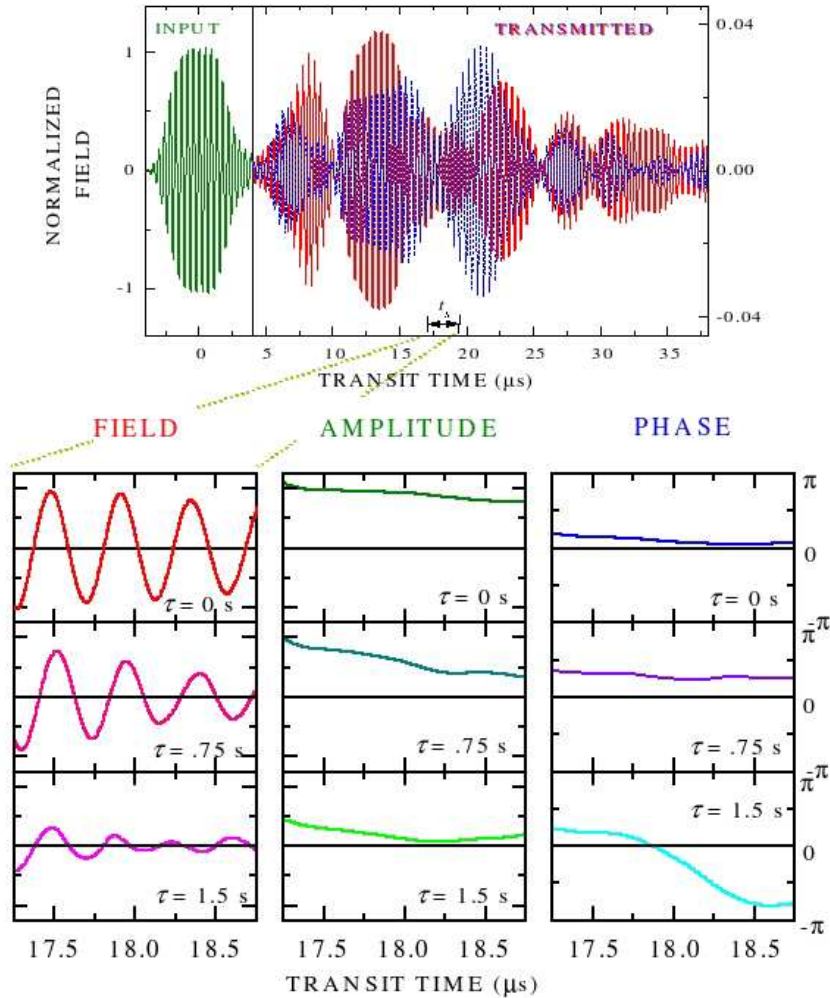 INPUT TRANSMITTED
NORMALIZED FIELD
1
0
-1
0.04
0.00
-0.04
t
0 5 10 15 20 25 30 35
TRANSIT TIME (μs)
FIELD AMPLITUDE PHASE
τ = 0 s τ = 0 s τ = 0 s
π
0
-π
τ = .75 s τ = .75 s τ = .75 s
π
0
-π
τ = 1.5 s τ = 1.5 s τ = 1.5 s
π
0
-π
17.5 18.0 18.5 17.5 18.0 18.5 17.5 18.0 18.5
TRANSIT TIME (μs)